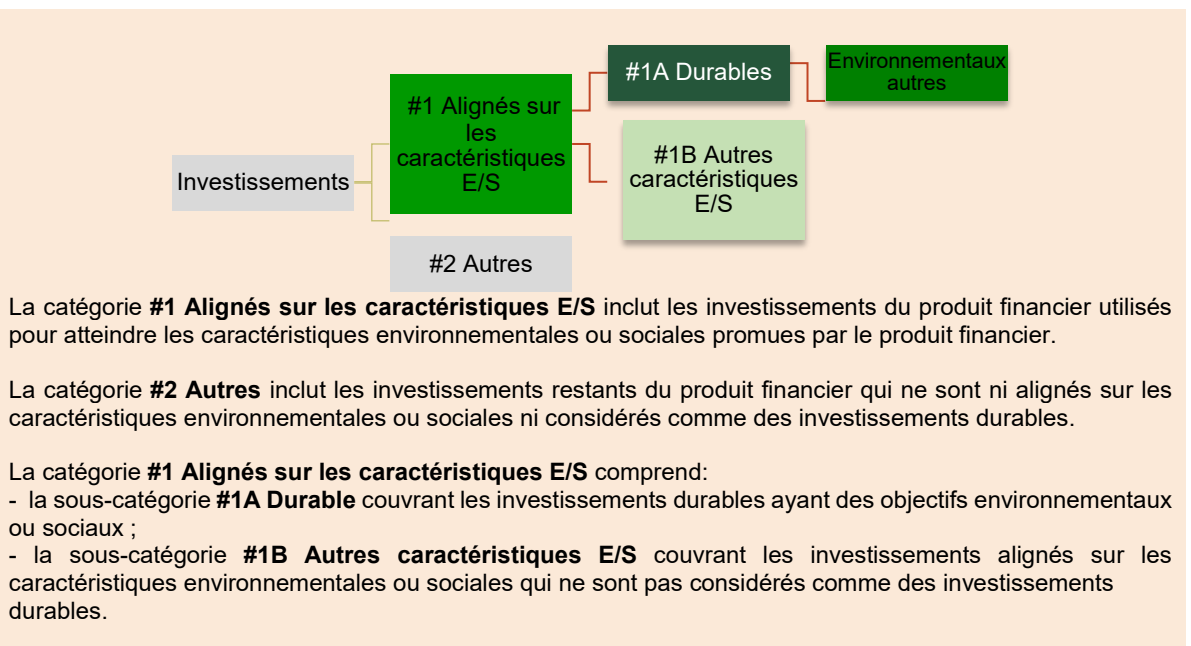 Investissements
#1 Alignés sur
les
caractéristiques
E/S
#2 Autres
#1A Durables
Environnementaux
autres
#1B Autres
caractéristiques
E/S
La catégorie #1 Alignés sur les caractéristiques E/S inclut les investissements du produit financier utilisés
pour atteindre les caractéristiques environnementales ou sociales promues par le produit financier.
La catégorie #2 Autres inclut les investissements restants du produit financier qui ne sont ni alignés sur les
caractéristiques environnementales ou sociales ni considérés comme des investissements durables.
La catégorie #1 Alignés sur les caractéristiques E/S comprend:
- la sous-catégorie #1A Durable couvrant les investissements durables ayant des objectifs environnementaux
ou sociaux ;
- la sous-catégorie #1B Autres caractéristiques E/S couvrant les investissements alignés sur les
caractéristiques environnementales ou sociales qui ne sont pas considérés comme des investissements
durables.